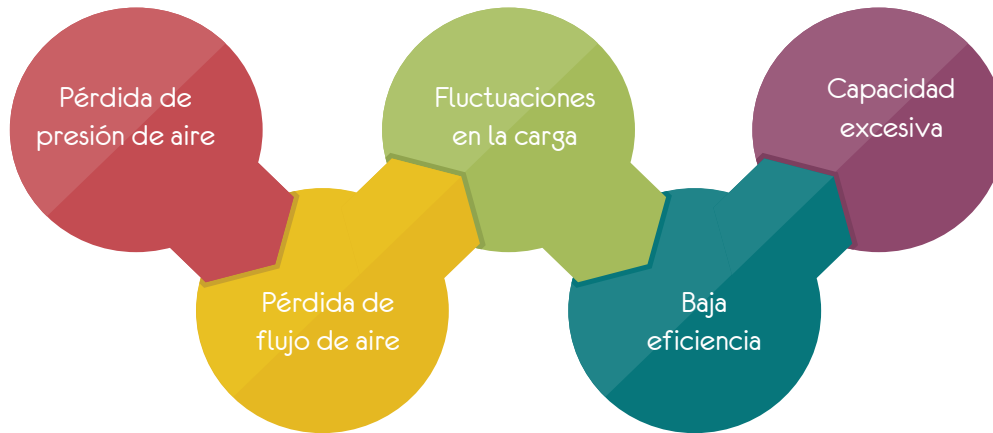 Pérdida de
presión de aire
Pérdida de
flujo de aire
Fluctuaciones
en la carga
Baja
eficiencia
Capacidad
excesiva